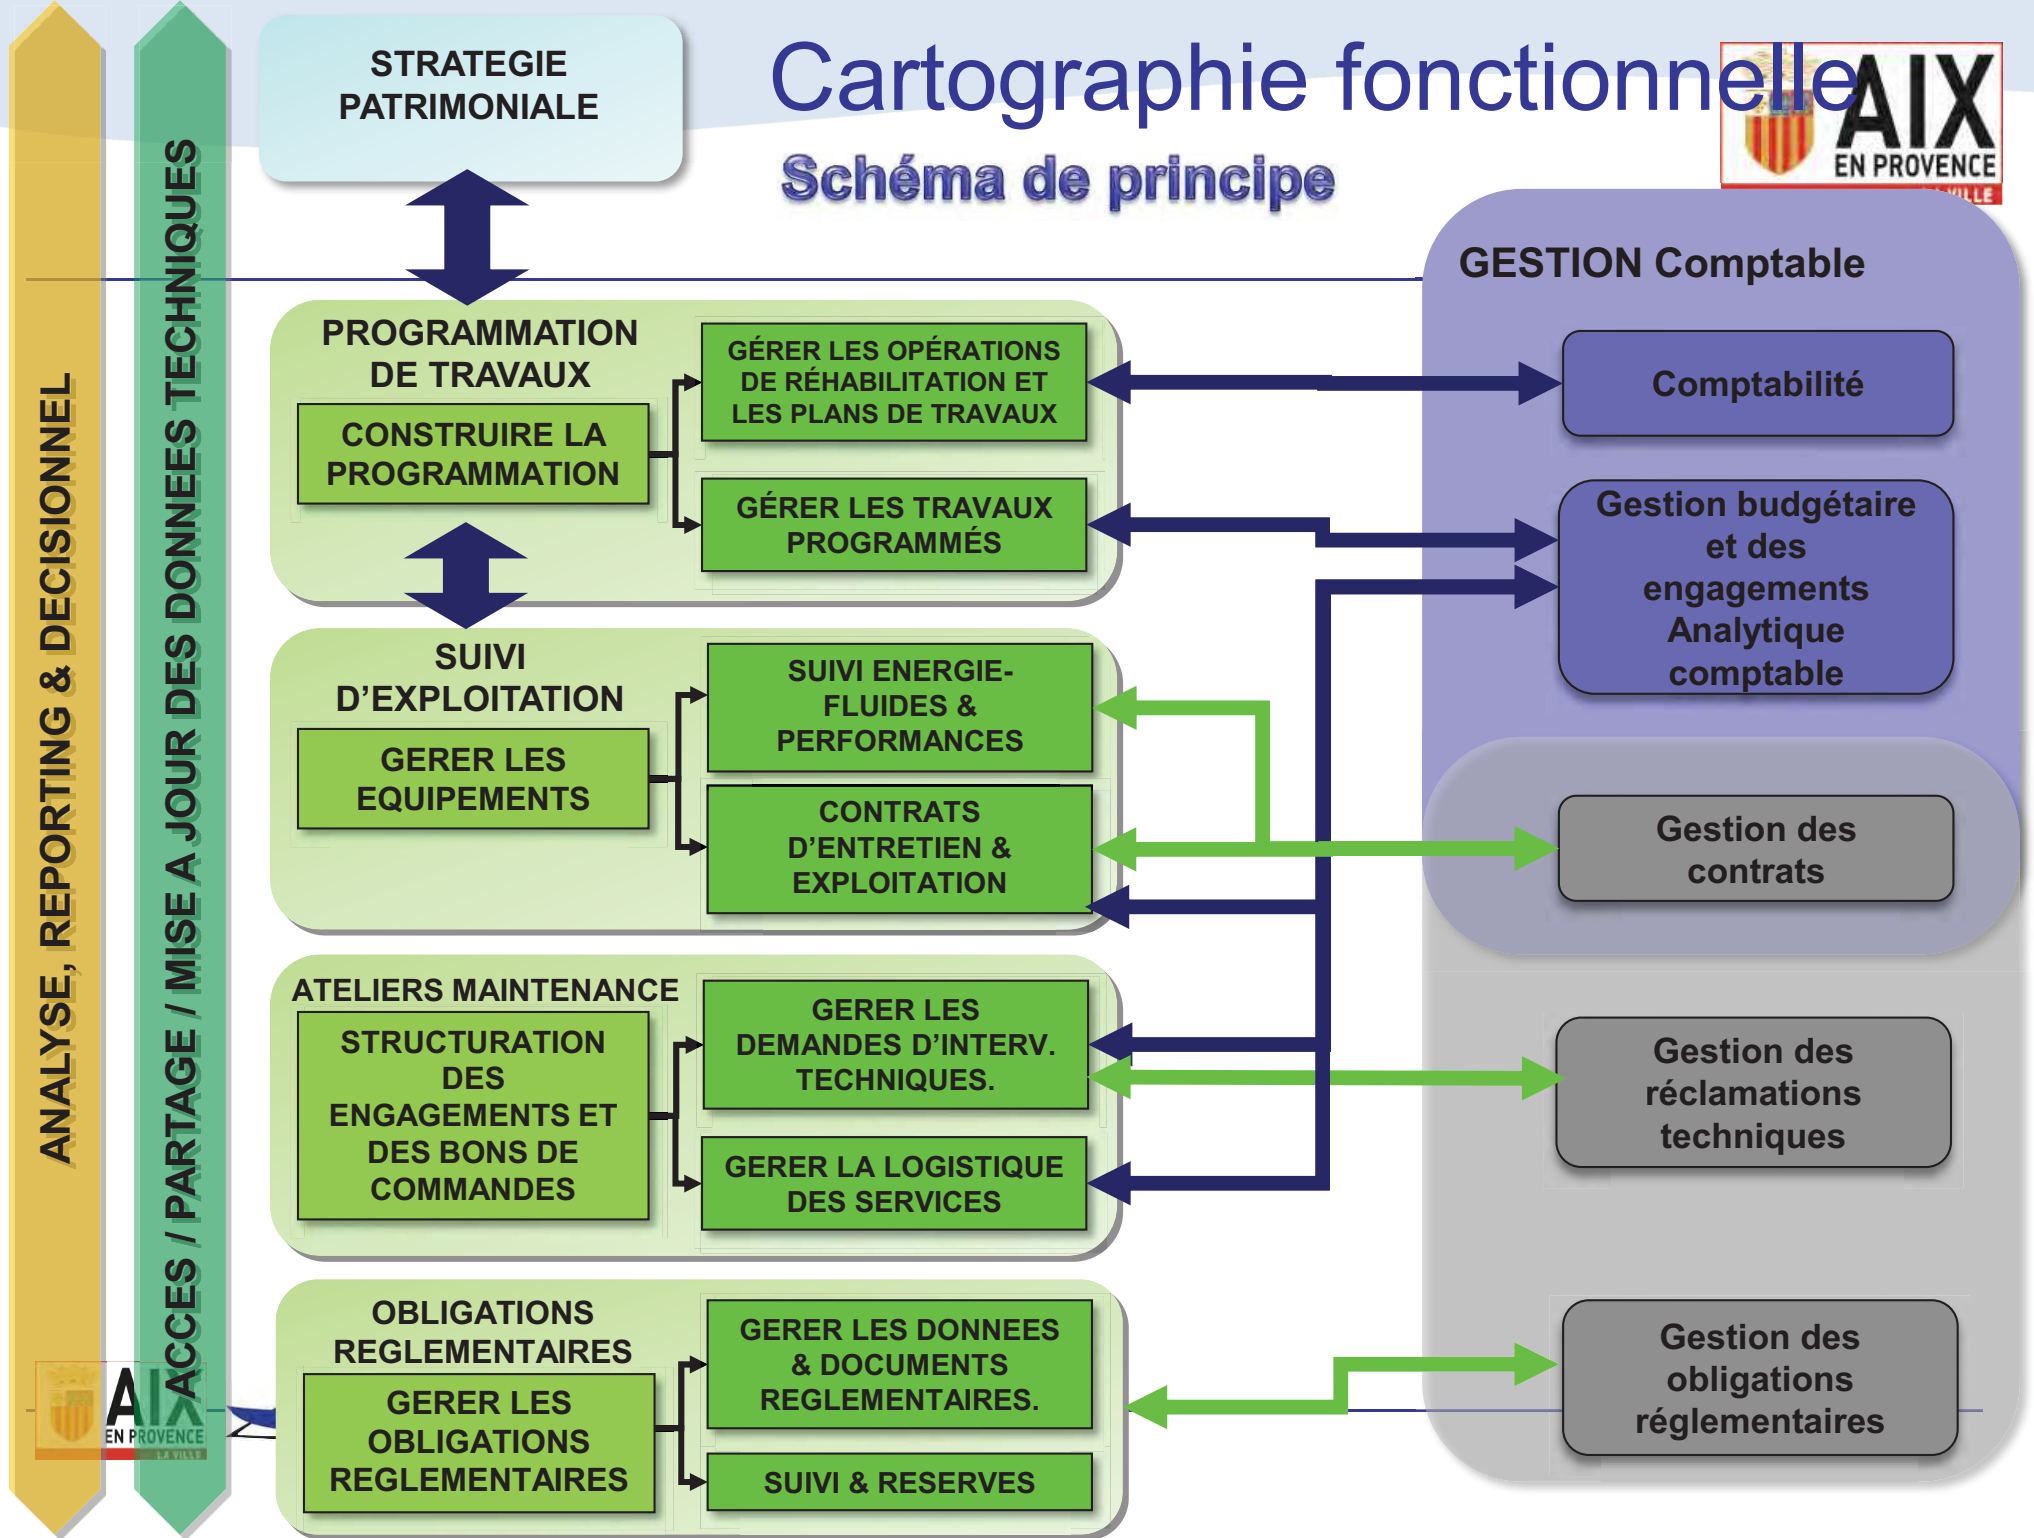 Cartographie fonctionnelle
Schéma de principe
AIX
EN PROVENCE
LA VILLE
ANALYSE, REPORTING & DECISIONNEL
ACCES / PARTAGE / MISE A JOUR DES DONNEES TECHNIQUES
STRATEGIE
PATRIMONIALE
PROGRAMMATION
DE TRAVAUX
CONSTRUIRE LA
PROGRAMMATION
GÉRER LES OPÉRATIONS
DE RÉHABILITATION ET
LES PLANS DE TRAVAUX
GÉRER LES TRAVAUX
PROGRAMMÉS
SUIVI
D’EXPLOITATION
GERER LES
EQUIPEMENTS
SUIVI ENERGIE-
FLUIDES &
PERFORMANCES
CONTRATS
D’ENTRETIEN &
EXPLOITATION
ATELIERS MAINTENANCE
STRUCTURATION
DES
ENGAGEMENTS ET
DES BONS DE
COMMANDES
GERER LES
DEMANDES D’INTERV.
TECHNIQUES.
GERER LA LOGISTIQUE
DES SERVICES
OBLIGATIONS
REGLEMENTAIRES
GERER LES
OBLIGATIONS
REGLEMENTAIRES
GERER LES DONNEES
& DOCUMENTS
REGLEMENTAIRES.
SUIVI & RESERVES
GESTION Comptable
Comptabilité
Gestion budgétaire
et des
engagements
Analytique
comptable
Gestion des
contrats
Gestion des
réclamations
techniques
Gestion des
obligations
réglementaires
AIX
EN PROVENCE
LA VILLE